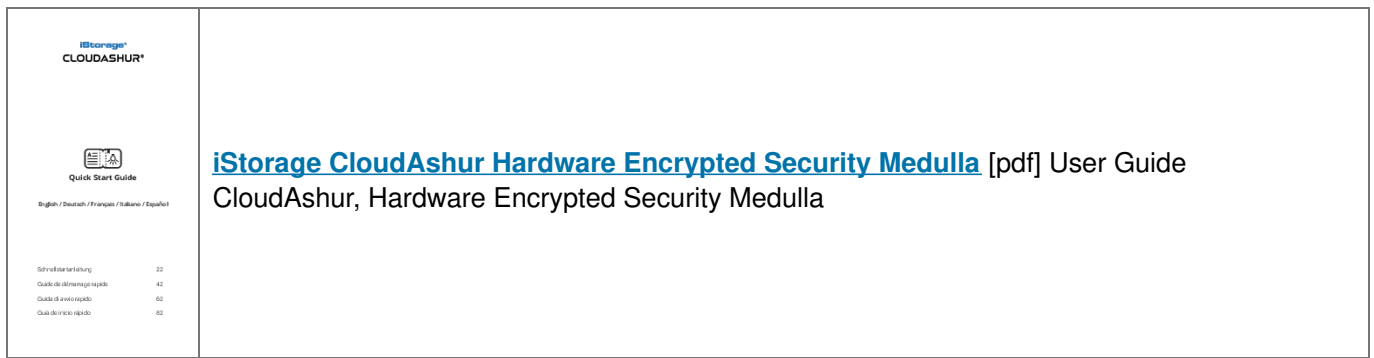 iStorage®
CLOUDASHUR®
Quick Start Guide
English / Deutsch / Français / Italiano / Español
Schnellstartanleitung 22
Guide de démarrage rapide 42
Guida di avvio rapido 62
Guía de inicio rápido 82
iStorage CloudAshur Hardware Encrypted Security Medulla [pdf] User Guide
CloudAshur, Hardware Encrypted Security Medulla